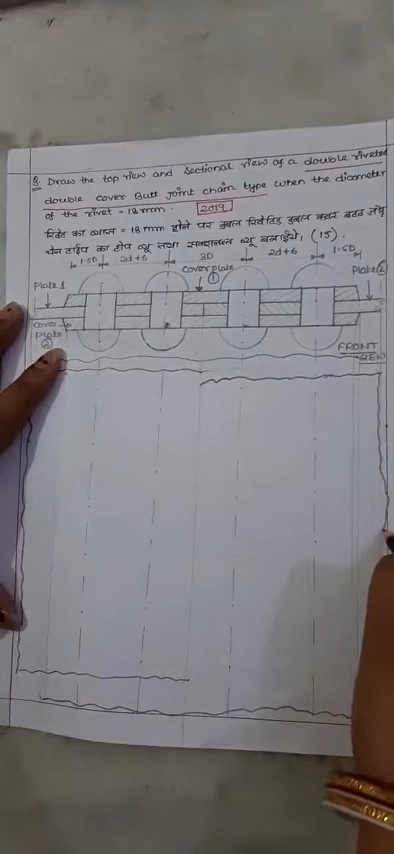 Q. Draw the top view and sectional view of a double riveted
double cover Butt joint chain type when the diameter
of the rivet = 18 mm. 2019
रिवेट का व्यास = 18 mm होने पर डबल रिवेटिड डबल कवर बट्ट जोड़
चेन टाईप का टोप व्यू तथा सेक्शनल व्यू बनाईये। (15).
1.5D 2d+6 3D 2d+6 1.5D
Plate 1 Cover Plate ① Plate ②
Cover Plate ②
FRONT
VIEW